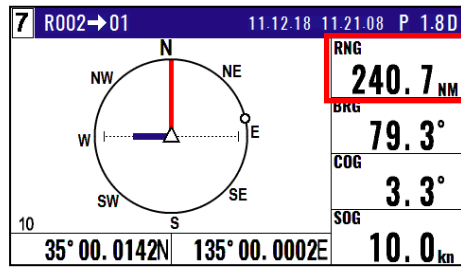 7 R002→01 11.12.18 11.21.08 P 1.8D
N
NW NE
W E
SW SE
S
10
35°00.0142N 135°00.0002E
RNG
240.7NM
BRG
79.3°
COG
3.3°
SOG
10.0kn